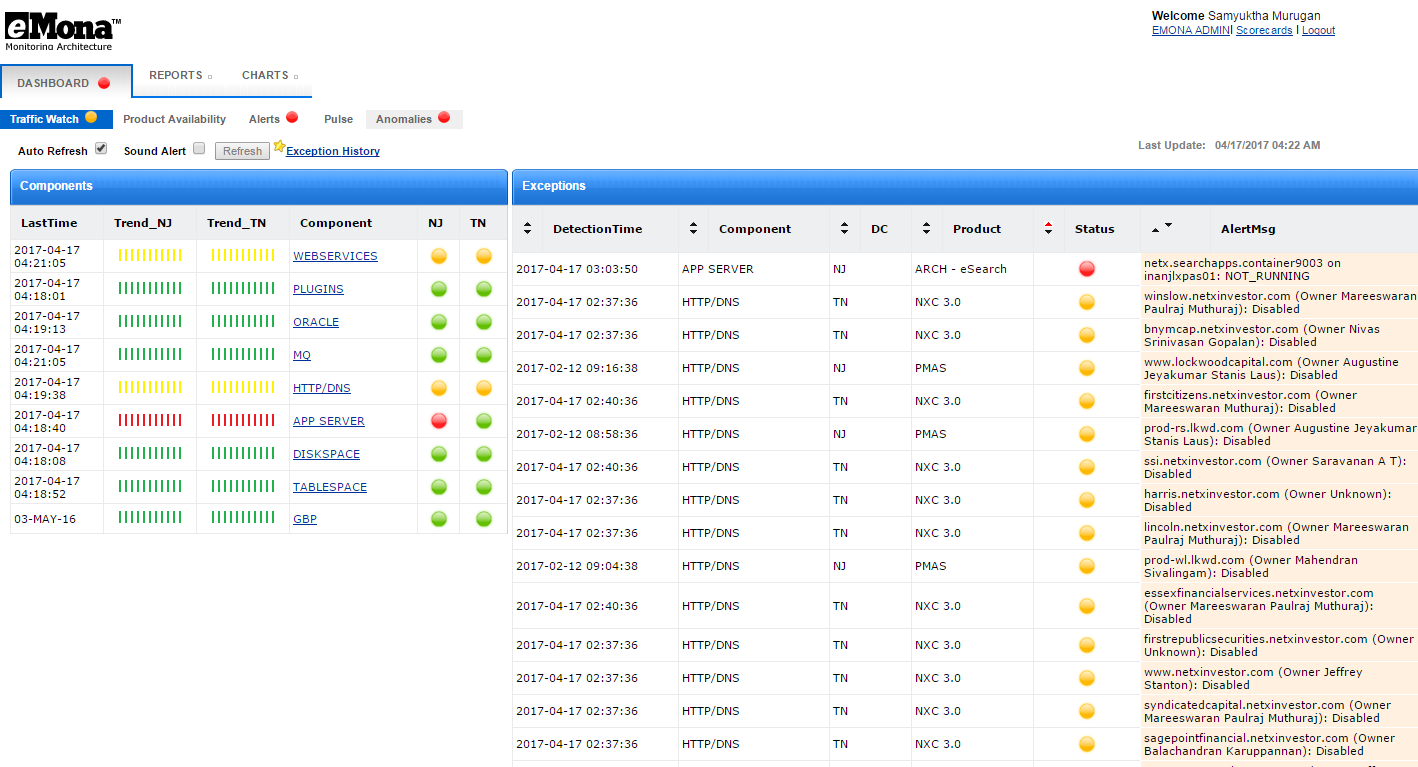 eMona™
Monitoring Architecture
Welcome Samyuktha Murugan
EMONA ADMIN| Scorecards | Logout
DASHBOARD
REPORTS
CHARTS
Traffic Watch
Product Availability
Alerts
Pulse
Anomalies
Auto Refresh
Sound Alert
Refresh
Exception History
Last Update: 04/17/2017 04:22 AM
Components
LastTime Trend_NJ Trend_TN Component NJ TN
2017-04-17
04:21:05
WEBSERVICES
2017-04-17
04:18:01
PLUGINS
2017-04-17
04:19:13
ORACLE
2017-04-17
04:21:05
MQ
2017-04-17
04:19:38
HTTP/DNS
2017-04-17
04:18:40
APP SERVER
2017-04-17
04:18:08
DISKSPACE
2017-04-17
04:18:52
TABLESPACE
03-MAY-16 GBP
Exceptions
DetectionTime Component DC Product Status AlertMsg
2017-04-17 03:03:50 APP SERVER NJ ARCH - eSearch
netx.searchapps.container9003 on
inanjlxpas01: NOT_RUNNING
2017-04-17 02:37:36 HTTP/DNS TN NXC 3.0
winslow.netxinvestor.com (Owner Mareeswaran
Paulraj Muthuraj): Disabled
2017-04-17 02:37:36 HTTP/DNS TN NXC 3.0
bnymcap.netxinvestor.com (Owner Nivas
Srinivasan Gopalan): Disabled
2017-02-12 09:16:38 HTTP/DNS NJ PMAS
www.lockwoodcapital.com (Owner Augustine
Jeyakumar Stanis Laus): Disabled
2017-04-17 02:40:36 HTTP/DNS TN NXC 3.0
firstcitizens.netxinvestor.com (Owner
Mareeswaran Muthuraj): Disabled
2017-02-12 08:58:36 HTTP/DNS NJ PMAS
prod-rs.lkwd.com (Owner Augustine Jeyakumar
Stanis Laus): Disabled
2017-04-17 02:40:36 HTTP/DNS TN NXC 3.0
ssi.netxinvestor.com (Owner Saravanan A T):
Disabled
2017-04-17 02:37:36 HTTP/DNS TN NXC 3.0
harris.netxinvestor.com (Owner Unknown):
Disabled
2017-04-17 02:37:36 HTTP/DNS TN NXC 3.0
lincoln.netxinvestor.com (Owner Mareeswaran
Paulraj Muthuraj): Disabled
2017-02-12 09:04:38 HTTP/DNS NJ PMAS
prod-wl.lkwd.com (Owner Mahendran
Sivalingam): Disabled
2017-04-17 02:40:36 HTTP/DNS TN NXC 3.0
essexfinancialservices.netxinvestor.com
(Owner Mareeswaran Paulraj Muthuraj):
Disabled
2017-04-17 02:37:36 HTTP/DNS TN NXC 3.0
firstrepublicsecurities.netxinvestor.com (Owner
Unknown): Disabled
2017-04-17 02:37:36 HTTP/DNS TN NXC 3.0
www.netxinvestor.com (Owner Jeffrey
Stanton): Disabled
2017-04-17 02:37:36 HTTP/DNS TN NXC 3.0
syndicatedcapital.netxinvestor.com (Owner
Mareeswaran Paulraj Muthuraj): Disabled
2017-04-17 02:37:36 HTTP/DNS TN NXC 3.0
sagepointfinancial.netxinvestor.com (Owner
Balachandran Karuppannan): Disabled